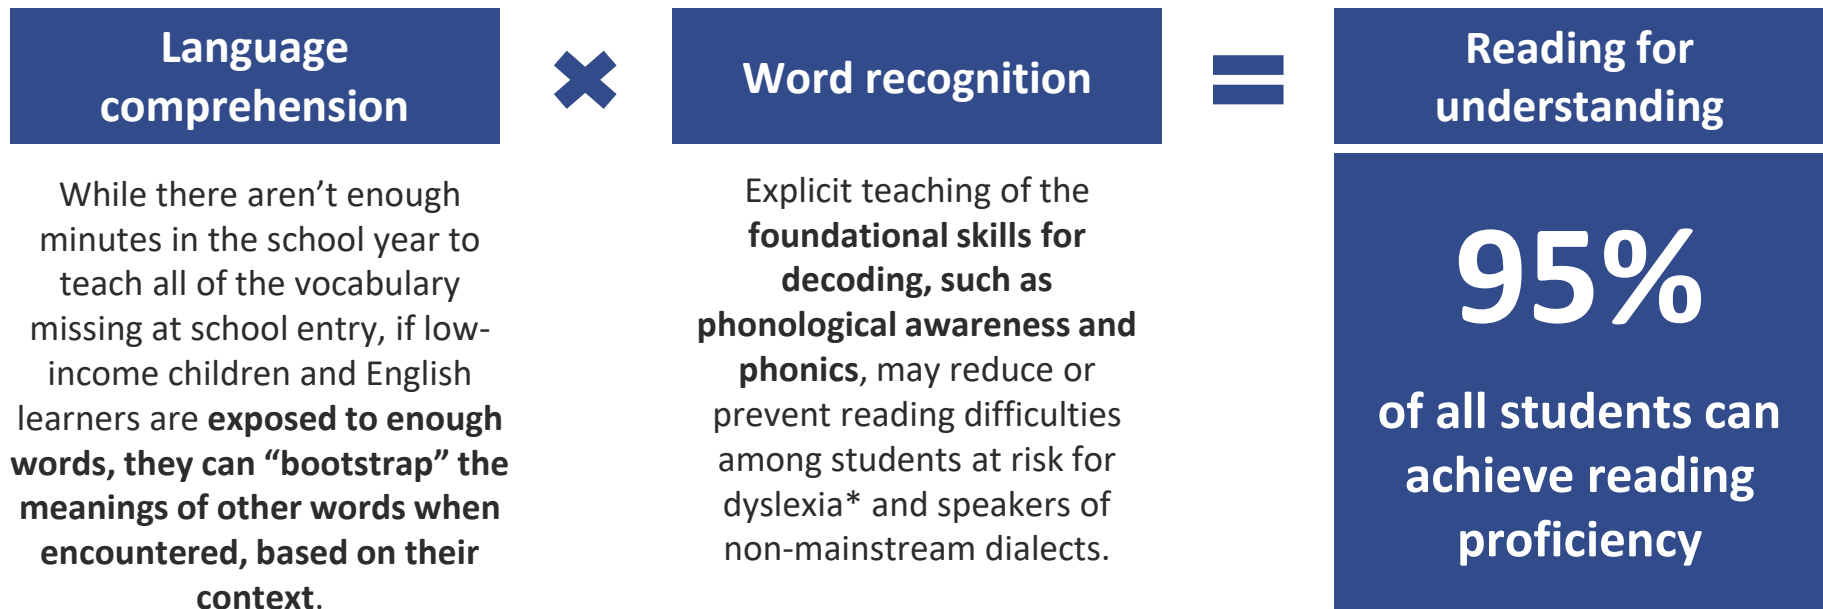 Language
comprehension
While there aren’t enough
minutes in the school year to
teach all of the vocabulary
missing at school entry, if low-
income children and English
learners are exposed to enough
words, they can “bootstrap” the
meanings of other words when
encountered, based on their
context.
Word recognition
Explicit teaching of the
foundational skills for
decoding, such as
phonological awareness and
phonics, may reduce or
prevent reading difficulties
among students at risk for
dyslexia* and speakers of
non-mainstream dialects.
Reading for
understanding
95%
of all students can
achieve reading
proficiency